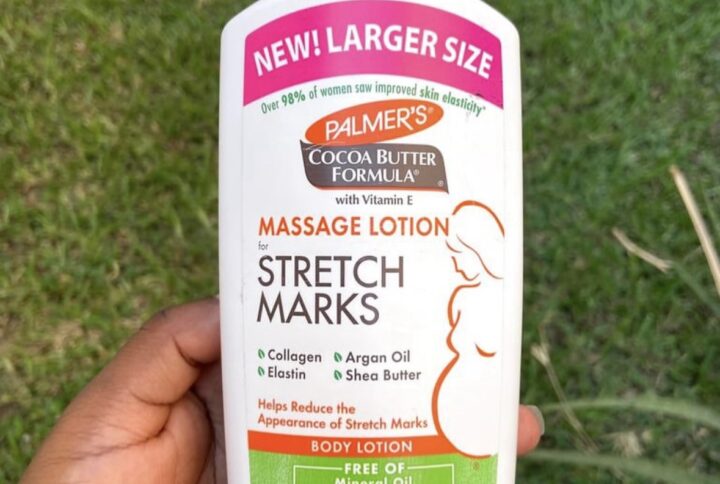 NEW! LARGER SIZE
Over 98% of women saw improved skin elasticity*
PALMER'S®
COCOA BUTTER
FORMULA®
with Vitamin E
MASSAGE LOTION
for
STRETCH
MARKS
Collagen Argan Oil
Elastin Shea Butter
Helps Reduce the
Appearance of Stretch Marks
BODY LOTION
FREE OF
Mineral Oil